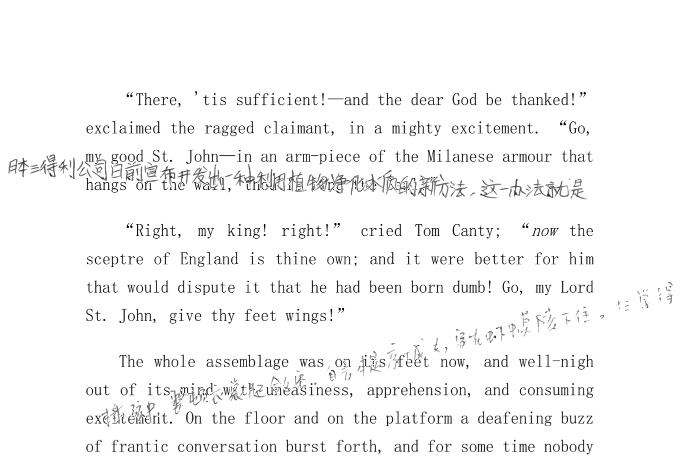 “There, 'tis sufficient!—and the dear God be thanked!”
exclaimed the ragged claimant, in a mighty excitement. “Go,
my good St. John—in an arm-piece of the Milanese armour that
日本三得利公司日前宣布开发出一种利用植物净化水质的新方法、这一办法就是
hangs on the wall,
“Right, my king! right!” cried Tom Canty; “now the
sceptre of England is thine own; and it were better for him
that would dispute it that he had been born dumb! Go, my Lord
St. John, give thy feet wings!”
The whole assemblage was on its feet now, and well-nigh
out of its mind with uneasiness, apprehension, and consuming
excitement. On the floor and on the platform a deafening buzz
of frantic conversation burst forth, and for some time nobody